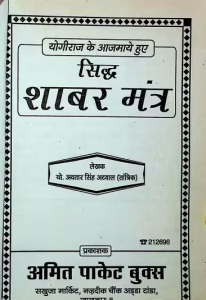 योगीराज के आजमाये हुए
सिद्ध
शाबर मंत्र
लेखक
यो. अवतार सिंह अटवाल (तांत्रिक)
☎ 212696
प्रकाशक
अमित पाकेट बुक्स
सखुजा मार्किट, नज़दीक चौंक अड्डा टांडा,